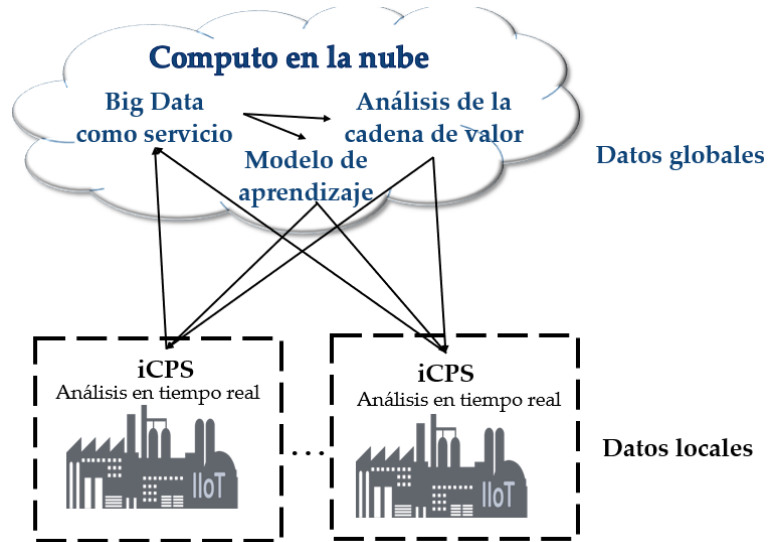 Computo en la nube
Big Data
como servicio
Análisis de la
cadena de valor
Modelo de
aprendizaje
Datos globales
iCPS
Análisis en tiempo real
IIoT
...
iCPS
Análisis en tiempo real
IIoT
Datos locales